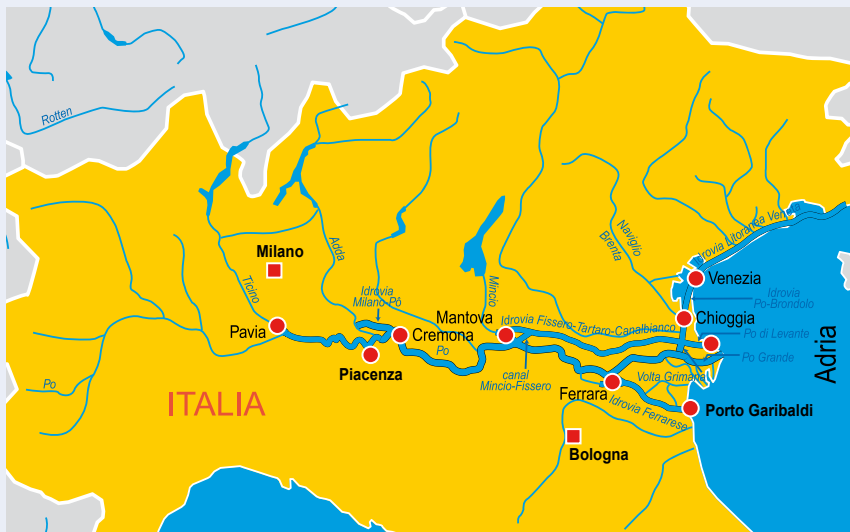 Rotten
Naviglio
Brenta
Idrovia Litoranea Veneta
Milano
Adda
Ticino
Mincio
Venezia
Idrovia
Milano-Pô
Idrovia
Po-Brondolo
Mantova
Idrovia Fissero-Tartaro-Canalbianco
Chioggia
Pavia
Cremona
Po di Levante
Po
Po Grande
Adria
Piacenza
canal
Mincio-Fissero
Volta Grimana
Po
Ferrara
Idrovia Ferrarese
ITALIA
Porto Garibaldi
Bologna